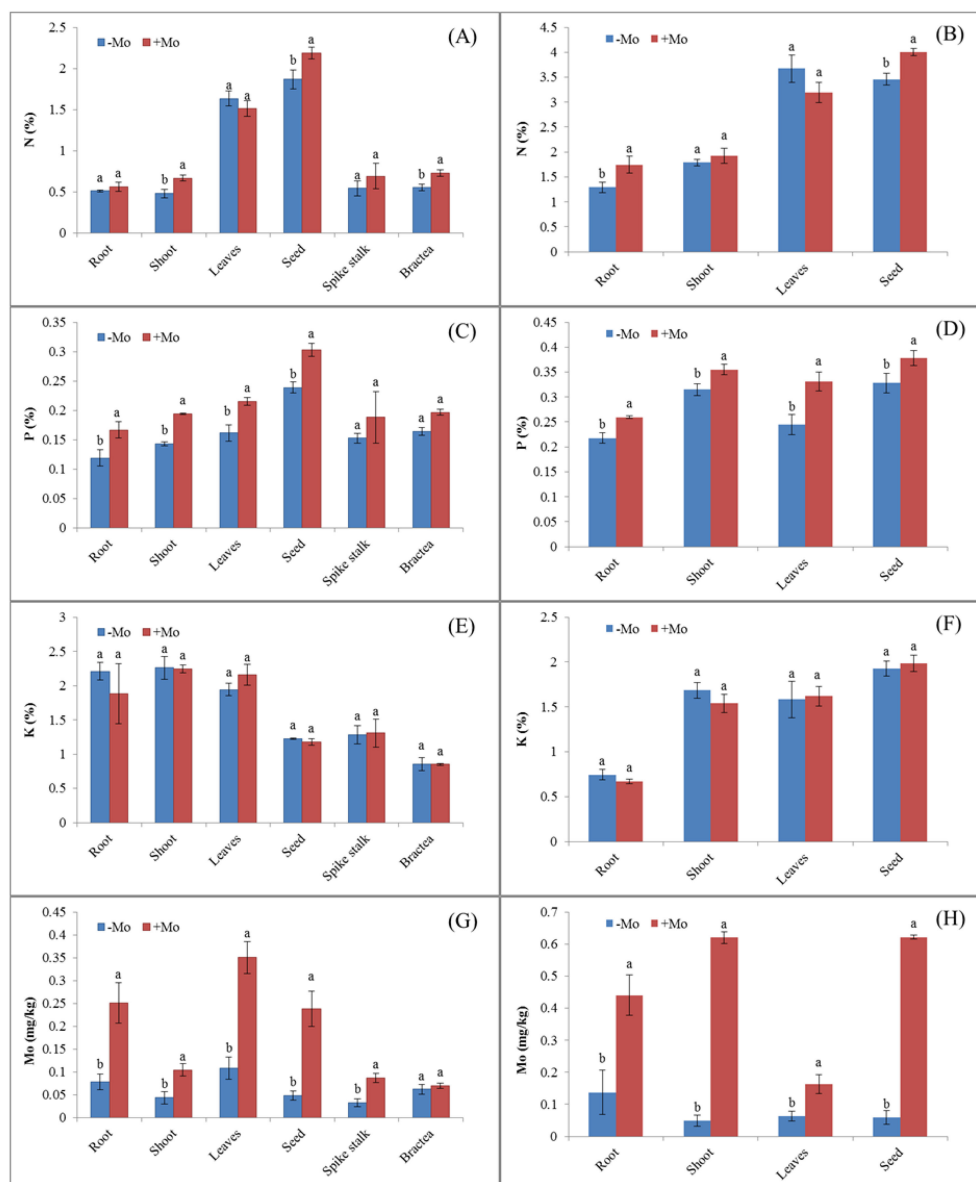 (A)
-Mo +Mo
N (%)
2.5
2
1.5
1
0.5
0
a a b a a a b a a a b a
Root Shoot Leaves Seed Spike stalk Bractea
(B)
-Mo +Mo
N (%)
4.5
4
3.5
3
2.5
2
1.5
1
0.5
0
b a a a a a b a
Root Shoot Leaves Seed
(C)
-Mo +Mo
P (%)
0.35
0.3
0.25
0.2
0.15
0.1
0.05
0
b a b a b a b a a a a a
Root Shoot Leaves Seed Spike stalk Bractea
(D)
-Mo +Mo
P (%)
0.45
0.4
0.35
0.3
0.25
0.2
0.15
0.1
0.05
0
b a b a b a b a
Root Shoot Leaves Seed
(E)
-Mo +Mo
K (%)
3
2.5
2
1.5
1
0.5
0
a a a a a a a a a a a a
Root Shoot Leaves Seed Spike stalk Bractea
(F)
-Mo +Mo
K (%)
2.5
2
1.5
1
0.5
0
a a a a a a a a
Root Shoot Leaves Seed
(G)
-Mo +Mo
Mo (mg/kg)
0.45
0.4
0.35
0.3
0.25
0.2
0.15
0.1
0.05
0
b a b a b a b a b a a a
Root Shoot Leaves Seed Spike stalk Bractea
(H)
-Mo +Mo
Mo (mg/kg)
0.7
0.6
0.5
0.4
0.3
0.2
0.1
0
b a b a b a b a
Root Shoot Leaves Seed